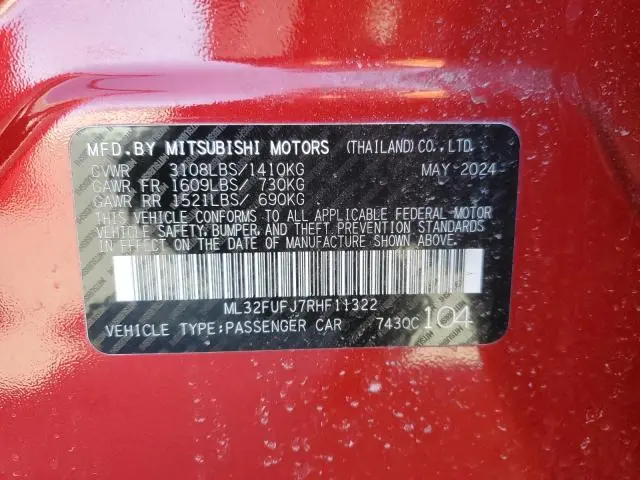 MFD.BY MITSUBISHI MOTORS (THAILAND)CO.,LTD.
GVWR 3108LBS/1410KG MAY 2024
GAWR FR 1609LBS/ 730KG
GAWR RR 1521LBS/ 690KG
THIS VEHICLE CONFORMS TO ALL APPLICABLE FEDERAL MOTOR
VEHICLE SAFETY, BUMPER, AND THEFT PREVENTION STANDARDS
IN EFFECT ON THE DATE OF MANUFACTURE SHOWN ABOVE.
ML32FUFJ7RHF11322
VEHICLE TYPE:PASSENGER CAR 7430C 104